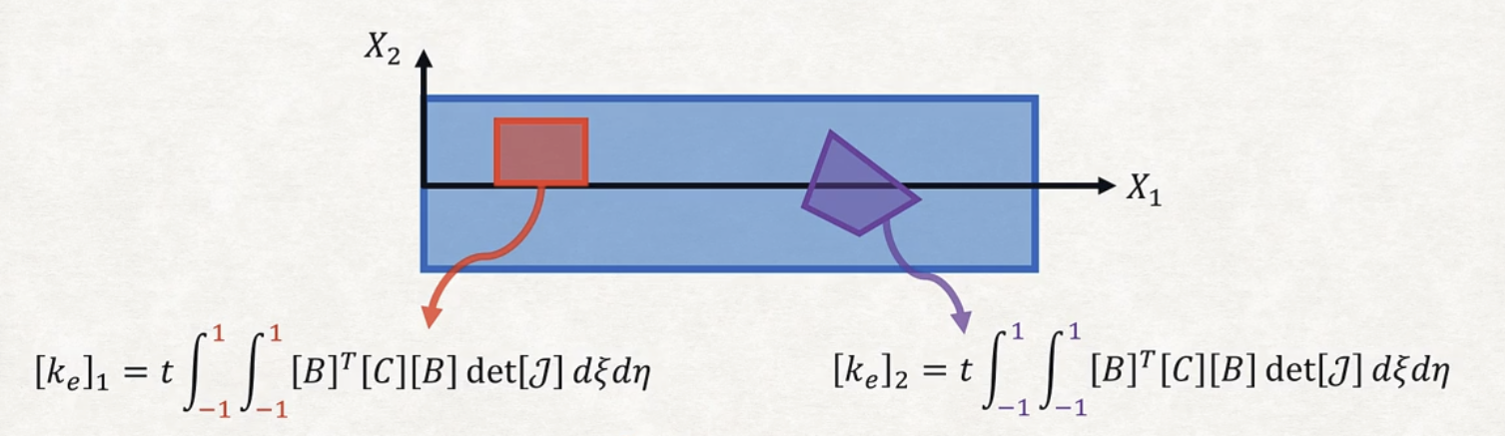 X₂
X₁
[kₑ]₁ = t ∫₋₁¹ ∫₋₁¹ [B]ᵀ[C][B] det[𝒥] dξdη
[kₑ]₂ = t ∫₋₁¹ ∫₋₁¹ [B]ᵀ[C][B] det[𝒥] dξdη